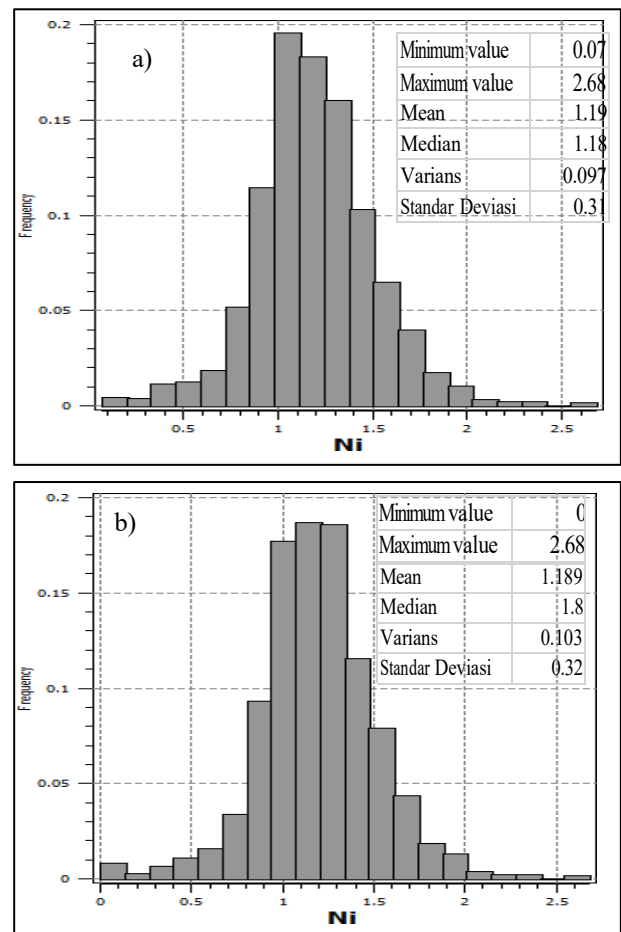 a)
Minimum value 0.07
Maximum value 2.68
Mean 1.19
Median 1.18
Varians 0.097
Standar Deviasi 0.31
Frequency
0.2
0.15
0.1
0.05
0
0.5 1 1.5 2 2.5
Ni
b)
Minimum value 0
Maximum value 2.68
Mean 1.189
Median 1.8
Varians 0.103
Standar Deviasi 0.32
Frequency
0.2
0.15
0.1
0.05
0
0 0.5 1 1.5 2 2.5
Ni